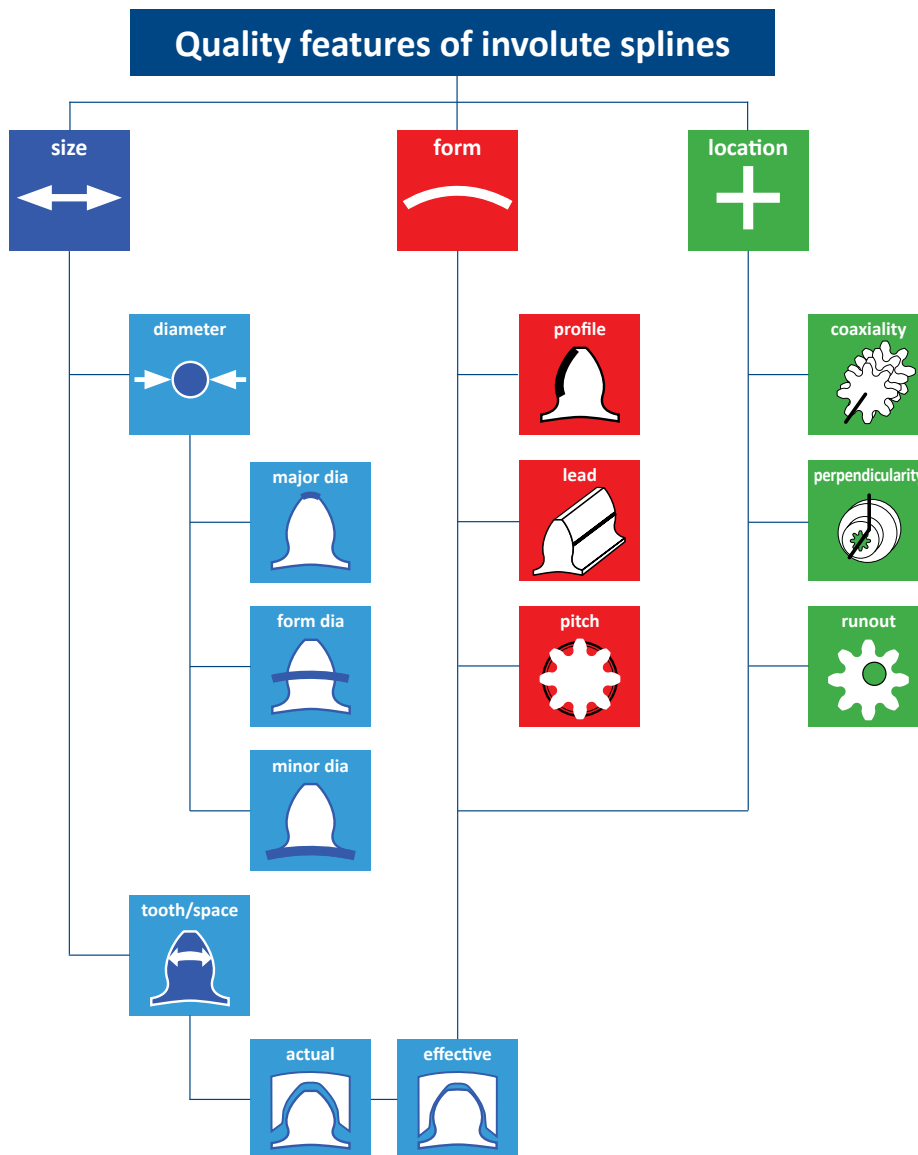 Quality features of involute splines
size
form
location
diameter
profile
coaxiality
major dia
lead
perpendicularity
form dia
pitch
runout
minor dia
tooth/space
actual
effective